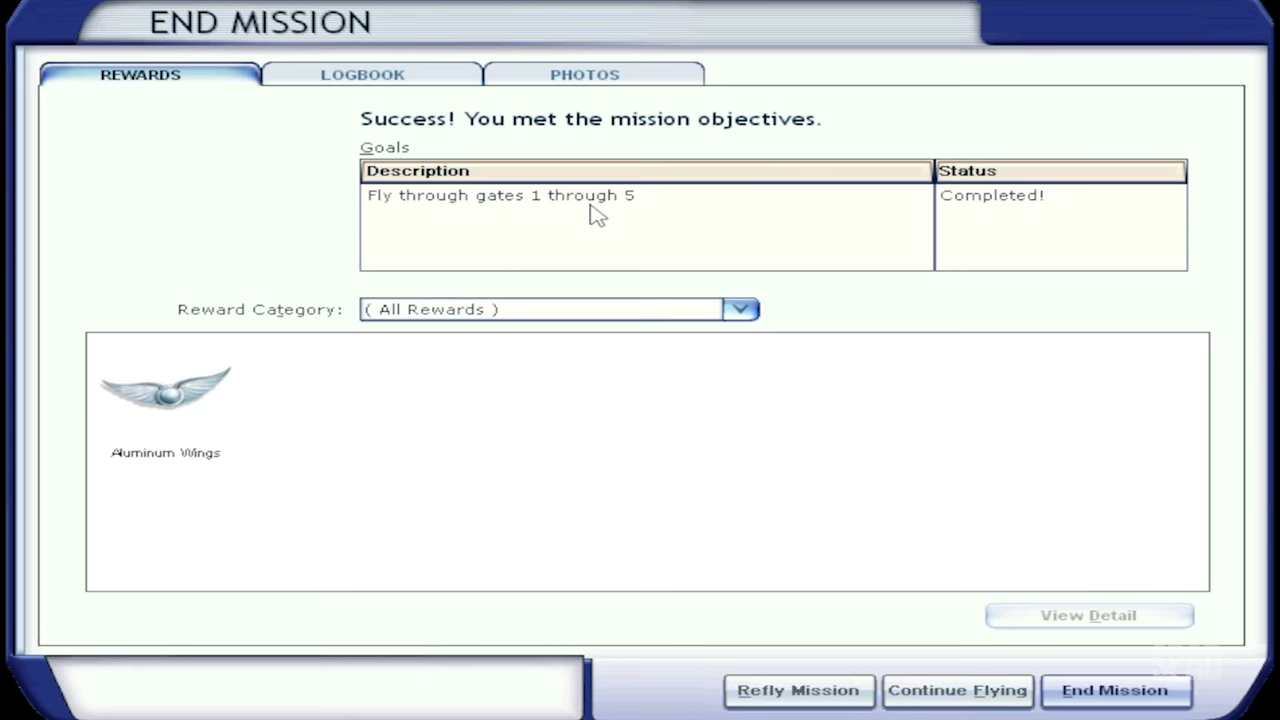 END MISSION
REWARDS
LOGBOOK
PHOTOS
Success! You met the mission objectives.
Goals
Description
Status
Fly through gates 1 through 5
Completed!
Reward Category:
( All Rewards )
Aluminum Wings
View Detail
Refly Mission
Continue Flying
End Mission